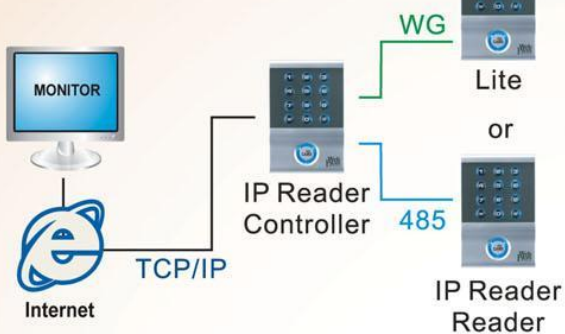 WG
Lite
or
MONITOR
IP Reader
Controller
485
TCP/IP
Internet
IP Reader
Reader